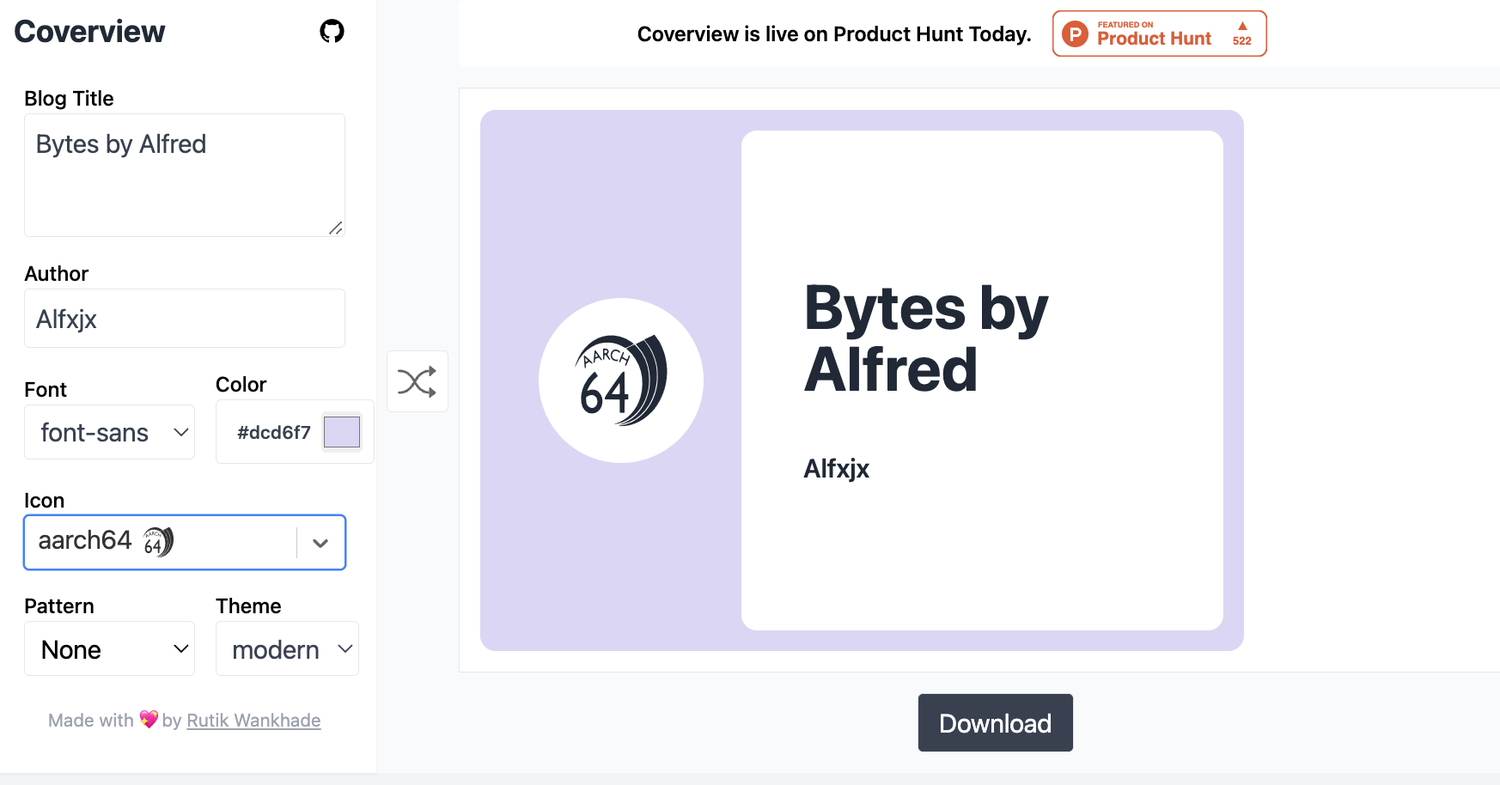 Coverview
Coverview is live on Product Hunt Today.
P
FEATURED ON
Product Hunt
522
Blog Title
Bytes by Alfred
Author
Alfxjx
Font
Color
font-sans
#dcd6f7
Icon
aarch64
AARCH
64
Pattern
Theme
None
modern
Made with 💖 by Rutik Wankhade
AARCH
64
Bytes by
Alfred
Alfxjx
Download